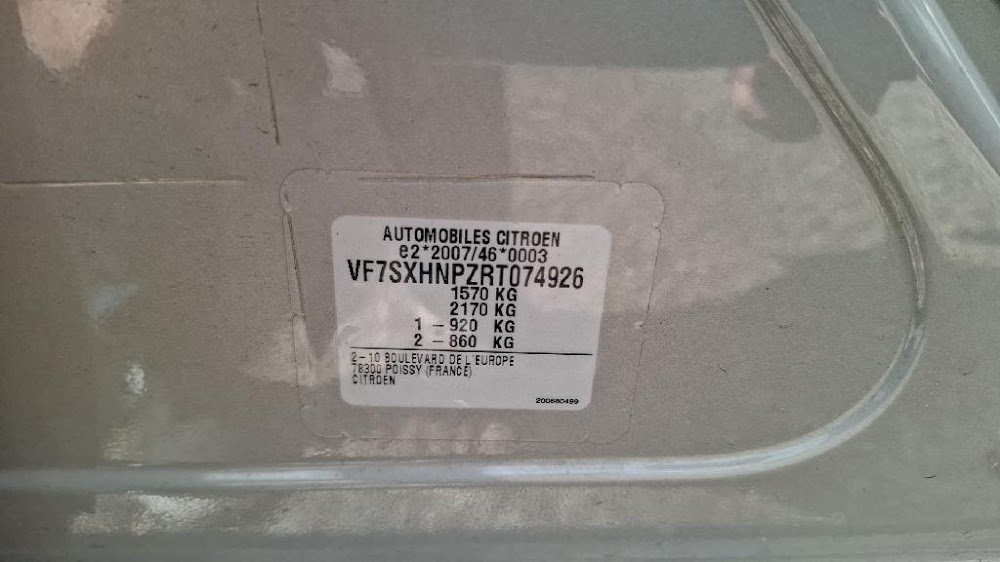 AUTOMOBILES CITROEN
e2*2007/46*0003
VF7SXHNPZRT074926
1570 KG
2170 KG
1 - 920 KG
2 - 860 KG
2-10 BOULEVARD DE L'EUROPE
78300 POISSY (FRANCE)
CITROEN
200680499